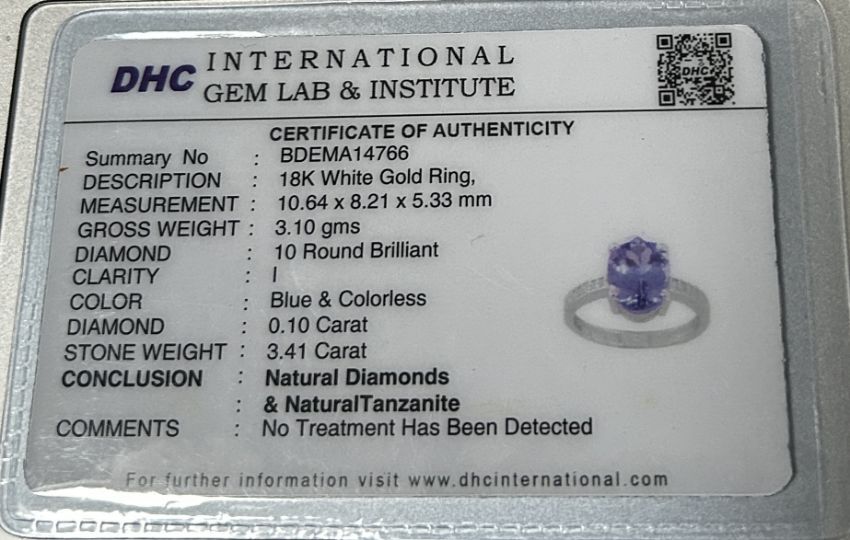 DHC INTERNATIONAL
GEM LAB & INSTITUTE
DHC
CERTIFICATE OF AUTHENTICITY
Summary No : BDEMA14766
DESCRIPTION : 18K White Gold Ring,
MEASUREMENT : 10.64 x 8.21 x 5.33 mm
GROSS WEIGHT : 3.10 gms
DIAMOND : 10 Round Brilliant
CLARITY : I
COLOR : Blue & Colorless
DIAMOND : 0.10 Carat
STONE WEIGHT : 3.41 Carat
CONCLUSION : Natural Diamonds
: & NaturalTanzanite
COMMENTS : No Treatment Has Been Detected
For further information visit www.dhcinternational.com